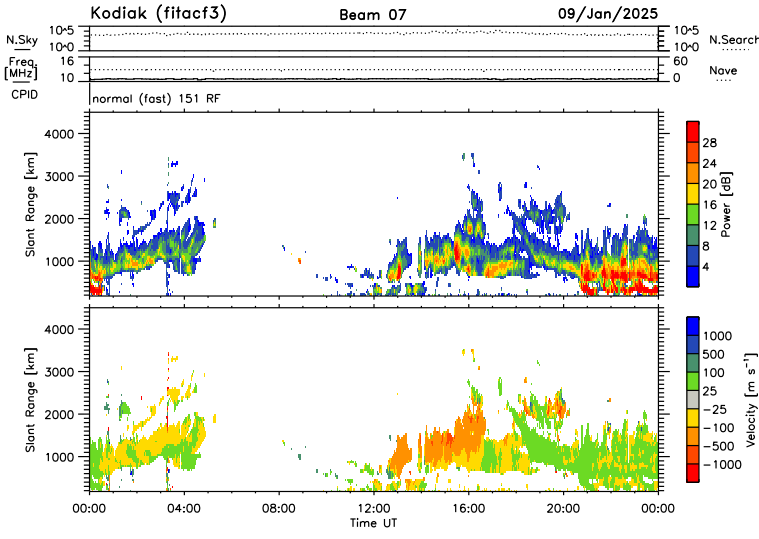 Kodiak (fitacf3) Beam 07 09/Jan/2025
N.Sky 10^5 10^0 10^5 10^0 N.Search
Freq. [MHz] 16 10 60 0 Nave
CPID normal (fast) 151 RF
Slant Range [km]
4000
3000
2000
1000
28
24
20
16
12
8
4
Power [dB]
Slant Range [km]
4000
3000
2000
1000
1000
500
100
25
-25
-100
-500
-1000
Velocity [m s^-1]
00:00 04:00 08:00 12:00 16:00 20:00 00:00
Time UT